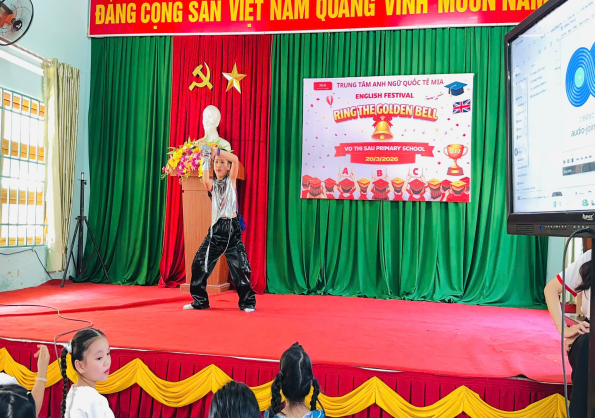 ĐẢNG CỘNG SẢN VIỆT NAM QUANG VINH MUÔN NĂM
TRUNG TÂM ANH NGỮ QUỐC TẾ MIA
ENGLISH FESTIVAL
RING THE GOLDEN BELL
VO THI SAU PRIMARY SCHOOL
20/3/2026
A B C